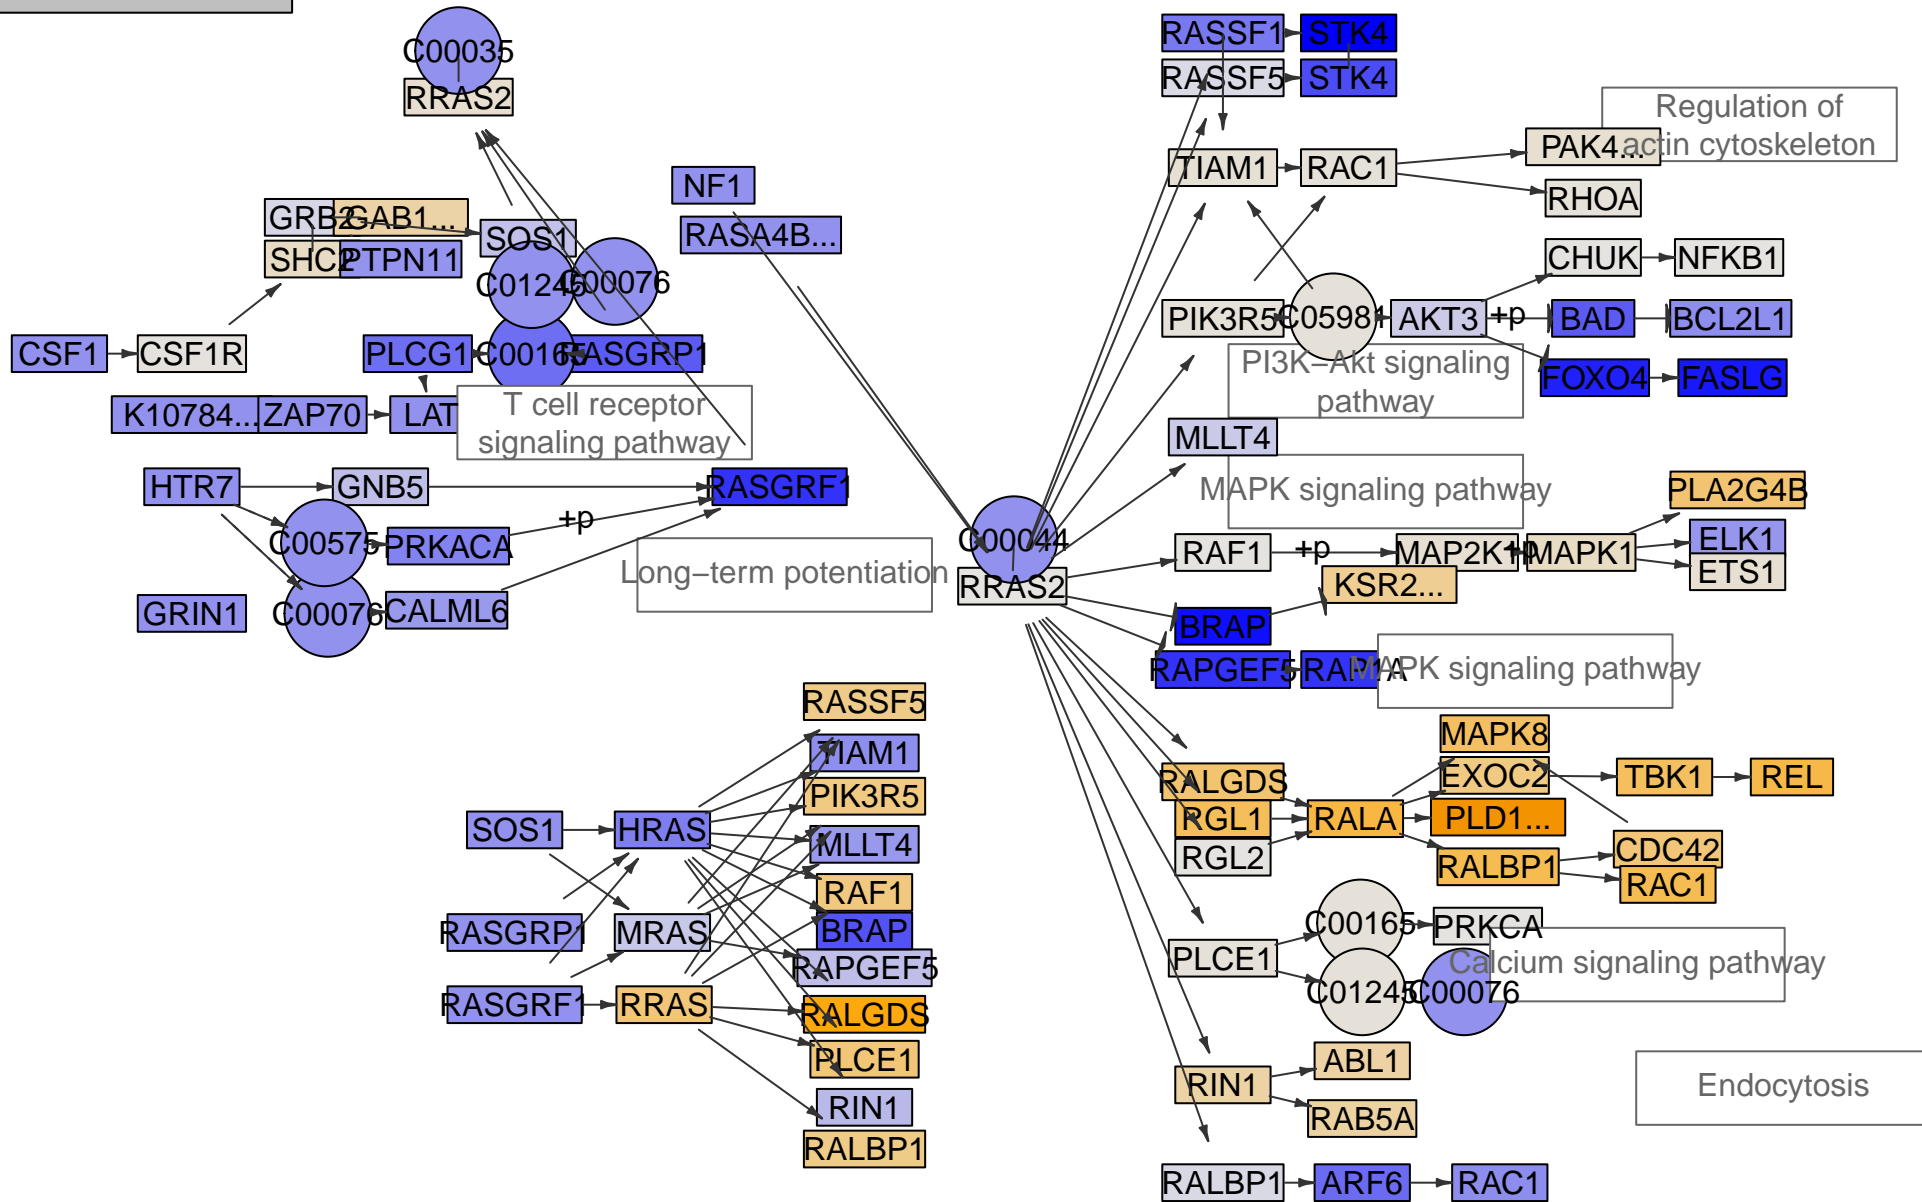 C00035
RRAS2
NF1
RASA4B...
GRB2
GAB1...
SOS1
SHC2
PTPN11
C01245
C00076
CSF1
CSF1R
PLCG1
C00165
RASGRP1
K10784...
ZAP70
LAT
T cell receptor
signaling pathway
HTR7
GNB5
RASGRF1
C00575
PRKACA
+p
GRIN1
C00076
CALML6
Long−term potentiation
C00044
RRAS2
RASSF1
STK4
RASSF5
STK4
Regulation of
actin cytoskeleton
TIAM1
RAC1
PAK4...
RHOA
CHUK
NFKB1
PIK3R5
C05981
AKT3
+p
BAD
BCL2L1
PI3K−Akt signaling
pathway
FOXO4
FASLG
MLLT4
MAPK signaling pathway
PLA2G4B
RAF1
+p
MAP2K1
+p
MAPK1
ELK1
ETS1
KSR2...
BRAP
RAPGEF5
RAP1A
MAPK signaling pathway
MAPK8
RALGDS
EXOC2
TBK1
REL
RGL1
RALA
PLD1...
RGL2
RALBP1
CDC42
RAC1
C00165
PRKCA
PLCE1
Calcium signaling pathway
C01245
C00076
RIN1
ABL1
RAB5A
Endocytosis
RALBP1
ARF6
RAC1
RASSF5
TIAM1
PIK3R5
SOS1
HRAS
MLLT4
RAF1
RASGRP1
MRAS
BRAP
RAPGEF5
RASGRF1
RRAS
RALGDS
PLCE1
RIN1
RALBP1